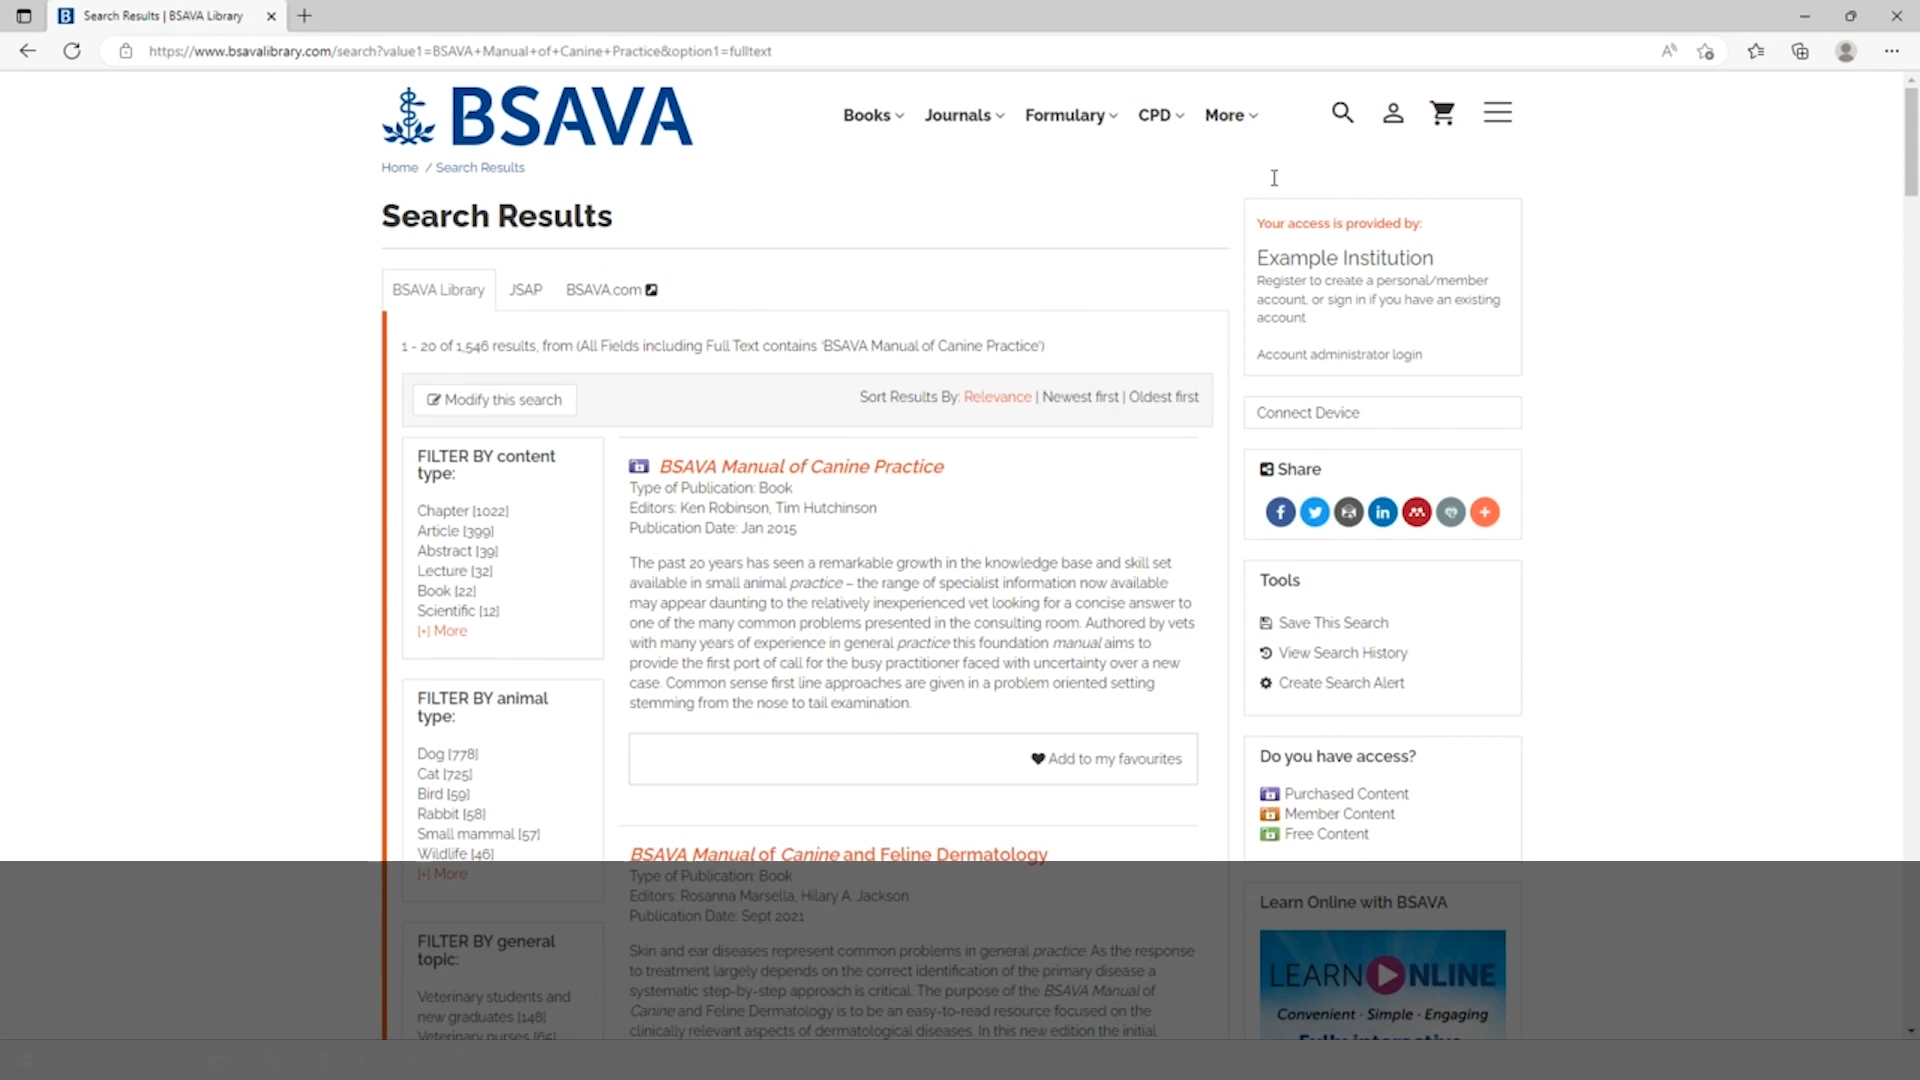 Search Results | BSAVA Library
https://www.bsavalibrary.com/search?value1=BSAVA+Manual+of+Canine+Practice&option1=fulltext
BSAVA
Books
Journals
Formulary
CPD
More
Home / Search Results
Search Results
BSAVA Library
JSAP
BSAVA.com
1 - 20 of 1,546 results, from (All Fields including Full Text contains 'BSAVA Manual of Canine Practice')
Modify this search
Sort Results By: Relevance | Newest first | Oldest first
FILTER BY content
type:
Chapter [1022]
Article [399]
Abstract [39]
Lecture [32]
Book [22]
Scientific [12]
[+] More
FILTER BY animal
type:
Dog [778]
Cat [725]
Bird [59]
Rabbit [58]
Small mammal [57]
Wildlife [46]
[+] More
FILTER BY general
topic:
Veterinary students and
new graduates [148]
Veterinary nurses [65]
BSAVA Manual of Canine Practice
Type of Publication: Book
Editors: Ken Robinson, Tim Hutchinson
Publication Date: Jan 2015
The past 20 years has seen a remarkable growth in the knowledge base and skill set
available in small animal practice – the range of specialist information now available
may appear daunting to the relatively inexperienced vet looking for a concise answer to
one of the many common problems presented in the consulting room. Authored by vets
with many years of experience in general practice this foundation manual aims to
provide the first port of call for the busy practitioner faced with uncertainty over a new
case. Common sense first line approaches are given in a problem oriented setting
stemming from the nose to tail examination.
Add to my favourites
BSAVA Manual of Canine and Feline Dermatology
Type of Publication: Book
Editors: Rosanna Marsella, Hilary A. Jackson
Publication Date: Sept 2021
Skin and ear diseases represent common problems in general practice. As the response
to treatment largely depends on the correct identification of the primary disease a
systematic step-by-step approach is critical. The purpose of the BSAVA Manual of
Canine and Feline Dermatology is to be an easy-to-read resource focused on the
clinically relevant aspects of dermatological diseases. In this new edition the initial
Your access is provided by:
Example Institution
Register to create a personal/member
account, or sign in if you have an existing
account
Account administrator login
Connect Device
Share
Tools
Save This Search
View Search History
Create Search Alert
Do you have access?
Purchased Content
Member Content
Free Content
Learn Online with BSAVA
LEARN ONLINE
Convenient · Simple · Engaging
Fully interactive